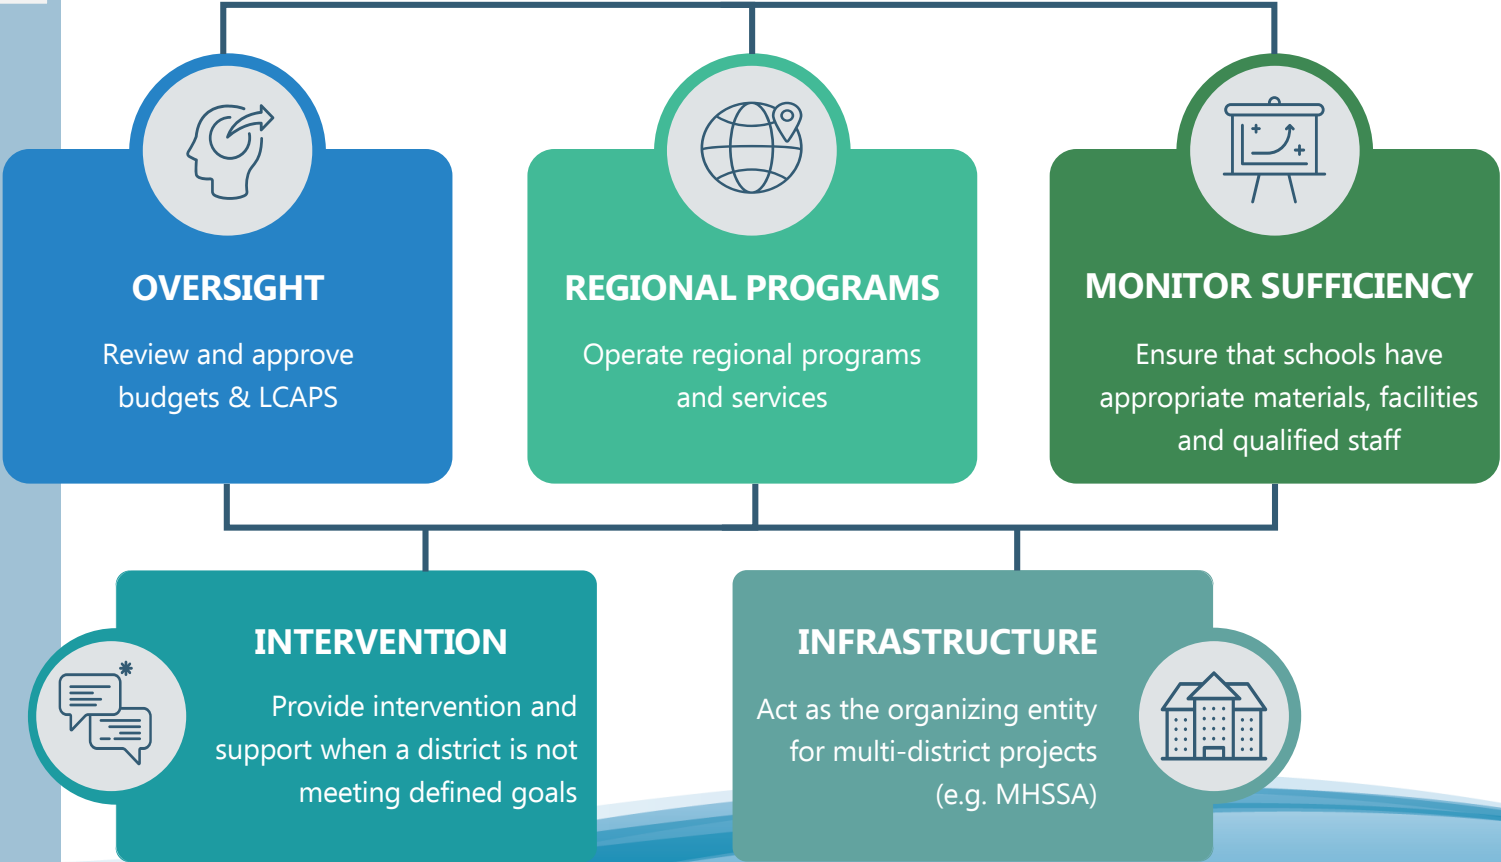 OVERSIGHT
Review and approve
budgets & LCAPS
REGIONAL PROGRAMS
Operate regional programs
and services
MONITOR SUFFICIENCY
Ensure that schools have
appropriate materials, facilities
and qualified staff
INTERVENTION
Provide intervention and
support when a district is not
meeting defined goals
INFRASTRUCTURE
Act as the organizing entity
for multi-district projects
(e.g. MHSSA)